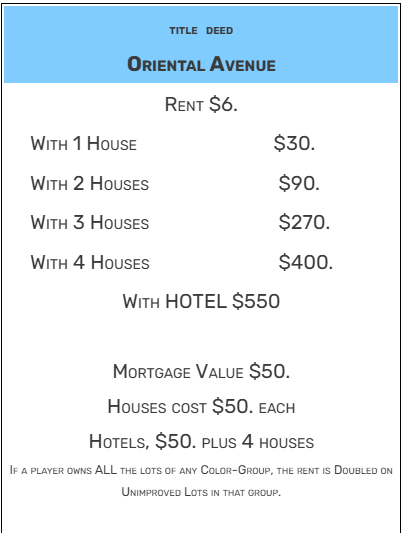 TITLE DEED
ORIENTAL AVENUE
RENT $6.
WITH 1 HOUSE $30.
WITH 2 HOUSES $90.
WITH 3 HOUSES $270.
WITH 4 HOUSES $400.
WITH HOTEL $550
MORTGAGE VALUE $50.
HOUSES COST $50. EACH
HOTELS, $50. PLUS 4 HOUSES
IF A PLAYER OWNS ALL THE LOTS OF ANY COLOR-GROUP, THE RENT IS DOUBLED ON
UNIMPROVED LOTS IN THAT GROUP.